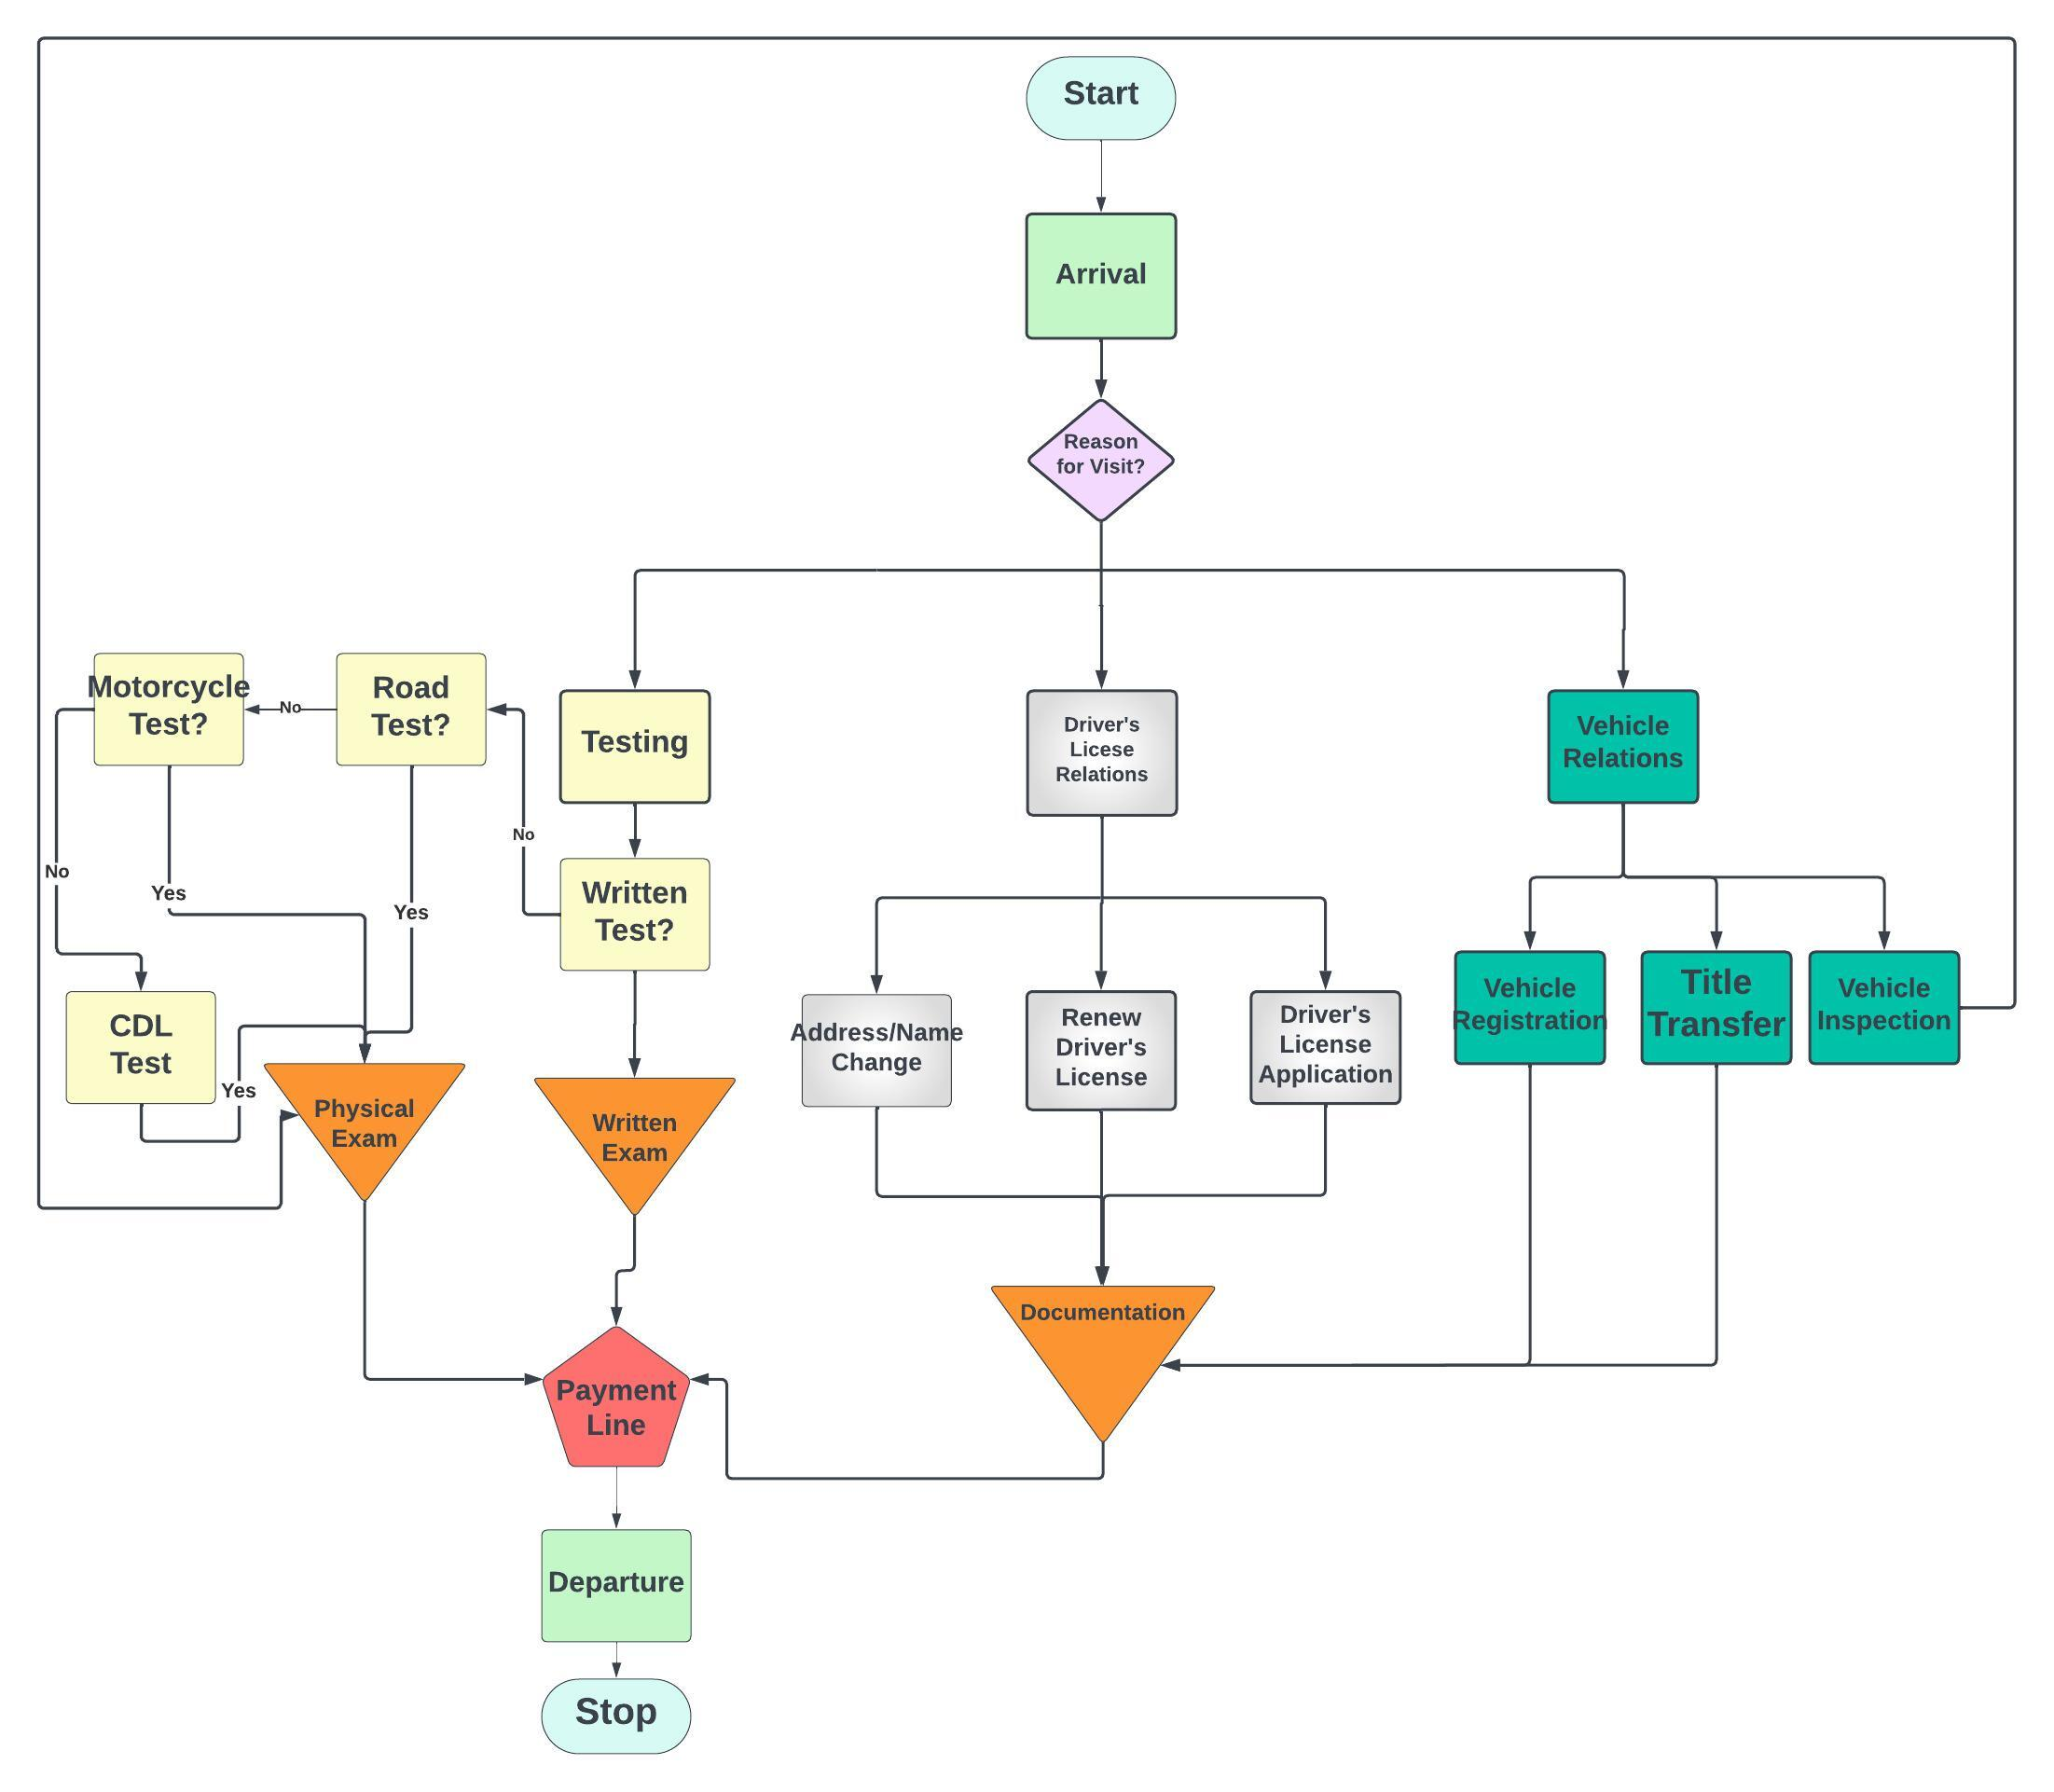 Start
Arrival
Reason
for Visit?
Motorcycle
Test?
No
Road
Test?
Testing
Driver's
Licese
Relations
Vehicle
Relations
No
No
Yes
Yes
Written
Test?
CDL
Test
Yes
Physical
Exam
Written
Exam
Address/Name
Change
Renew
Driver's
License
Driver's
License
Application
Vehicle
Registration
Title
Transfer
Vehicle
Inspection
Documentation
Payment
Line
Departure
Stop